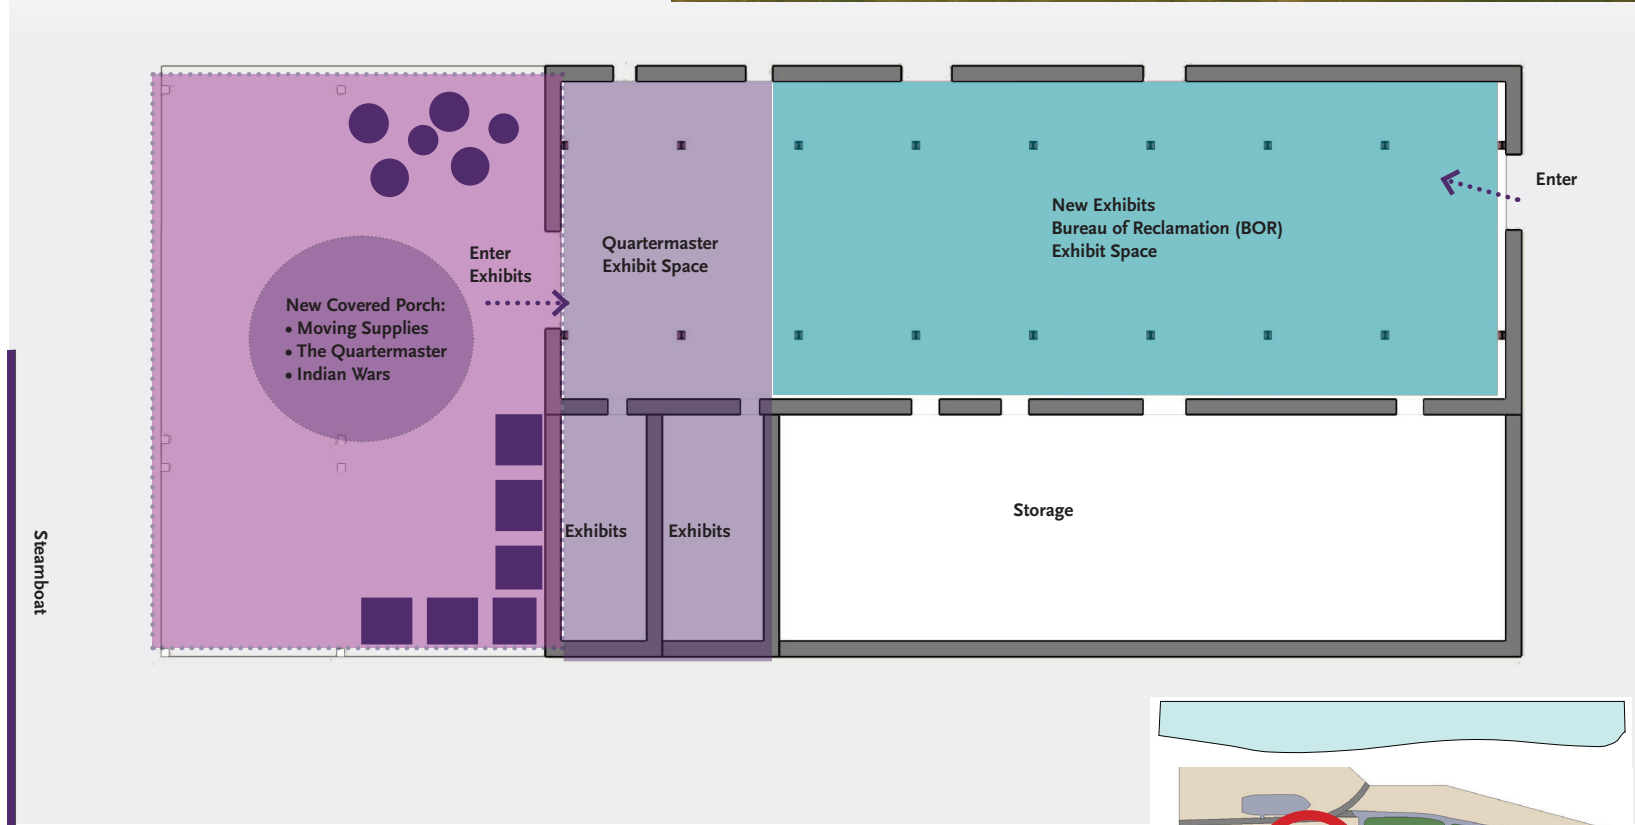 Enter
New Exhibits
Bureau of Reclamation (BOR)
Exhibit Space
Quartermaster
Exhibit Space
Enter
Exhibits
New Covered Porch:
• Moving Supplies
• The Quartermaster
• Indian Wars
Exhibits
Exhibits
Storage
Steamboat